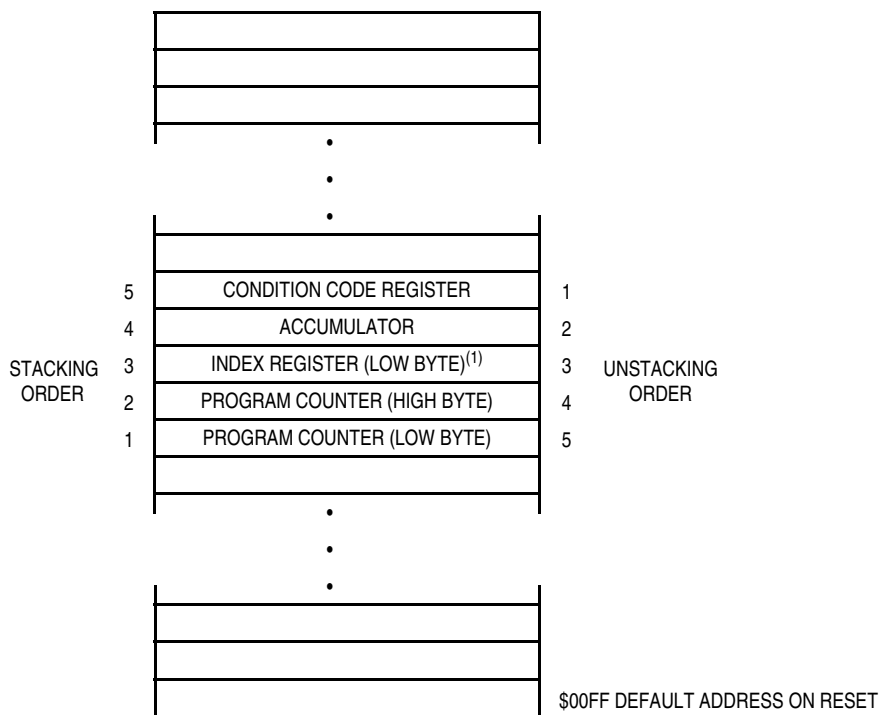 5 CONDITION CODE REGISTER 1
4 ACCUMULATOR 2
STACKING ORDER
3 INDEX REGISTER (LOW BYTE)(1) 3
UNSTACKING ORDER
2 PROGRAM COUNTER (HIGH BYTE) 4
1 PROGRAM COUNTER (LOW BYTE) 5
$00FF DEFAULT ADDRESS ON RESET